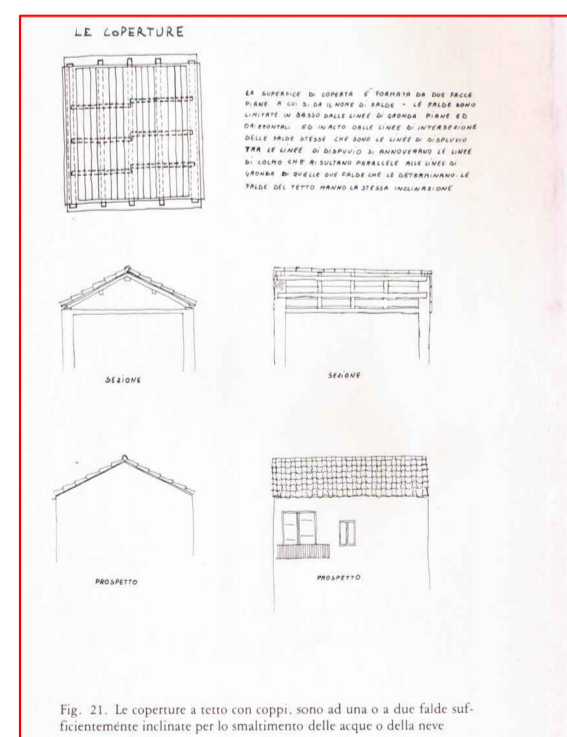 LE COPERTURE
LA SUPERFICE DI COPERTA E' FORMATA DA DUE FACCE
PIANE A CUI SI DA IL NOME DI FALDE - LE FALDE SONO
LIMITATE IN BASSO DALLE LINEE DI GRONDA PIANE ED
ORIZZONTALI ED IN ALTO DALLE LINEE DI INTERSEZIONE
DELLE FALDE STESSE CHE SONO LE LINEE DI DISPLUVIO
TRA LE LINEE DI DISPLUVIO SI ANNOVERANO LE LINEE
DI COLMO CHE RISULTANO PARALLELE ALLE LINEE DI
GRONDA DI QUELLE DUE FALDE CHE LE DETERMINANO. LE
FALDE DEL TETTO HANNO LA STESSA INCLINAZIONE
SEZIONE
SEZIONE
PROSPETTO
PROSPETTO
Fig. 21. Le coperture a tetto con coppi, sono ad una o a due falde suf-
ficientemente inclinate per lo smaltimento delle acque o della neve